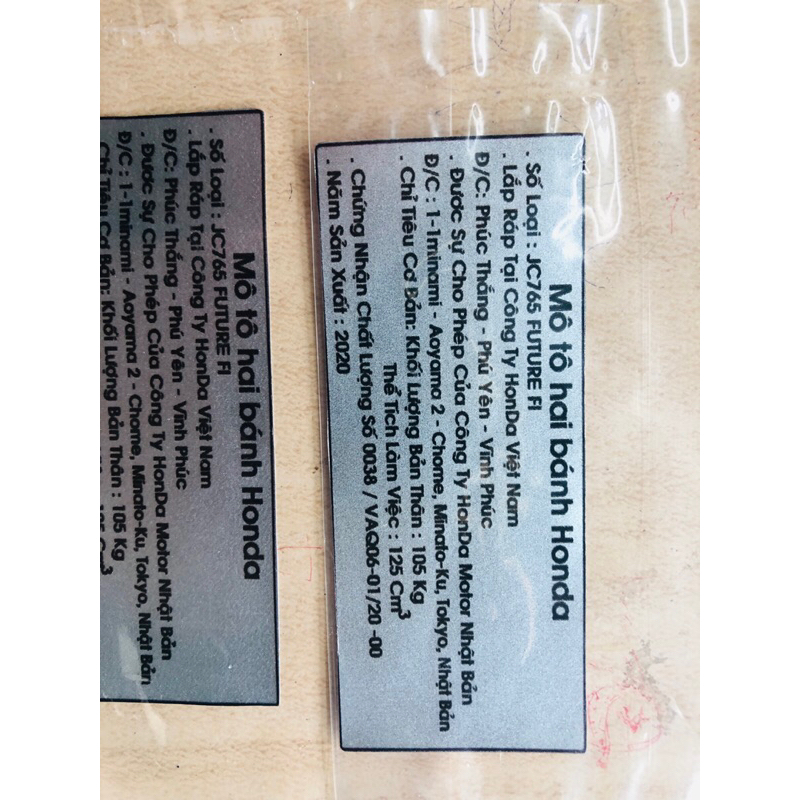 Mô tô hai bánh Honda
. Số Loại : JC765 FUTURE FI
. Lắp Ráp Tại Công Ty HonDa Việt Nam
Đ/C: Phúc Thắng - Phú Yên - Vĩnh Phúc
. Được Sự Cho Phép Của Công Ty HonDa Motor Nhật Bản
Đ/C : 1-1minami - Aoyama 2 - Chome, Minato-Ku, Tokyo, Nhật Bản
. Chỉ Tiêu Cơ Bản: Khối Lượng Bản Thân : 105 Kg
Thể Tích Làm Việc : 125 Cm³
. Chứng Nhận Chất Lượng Số 0038 / VAQ06-01/20 -00
. Năm Sản Xuất : 2020
Mô tô hai bánh Honda
. Số Loại : JC765 FUTURE FI
. Lắp Ráp Tại Công Ty HonDa Việt Nam
Đ/C: Phúc Thắng - Phú Yên - Vĩnh Phúc
. Được Sự Cho Phép Của Công Ty HonDa Motor Nhật Bản
Đ/C : 1-1minami - Aoyama 2 - Chome, Minato-Ku, Tokyo, Nhật Bản
Chỉ Tiêu Cơ Bản: Khối Lượng Bản Thân : 105 Kg